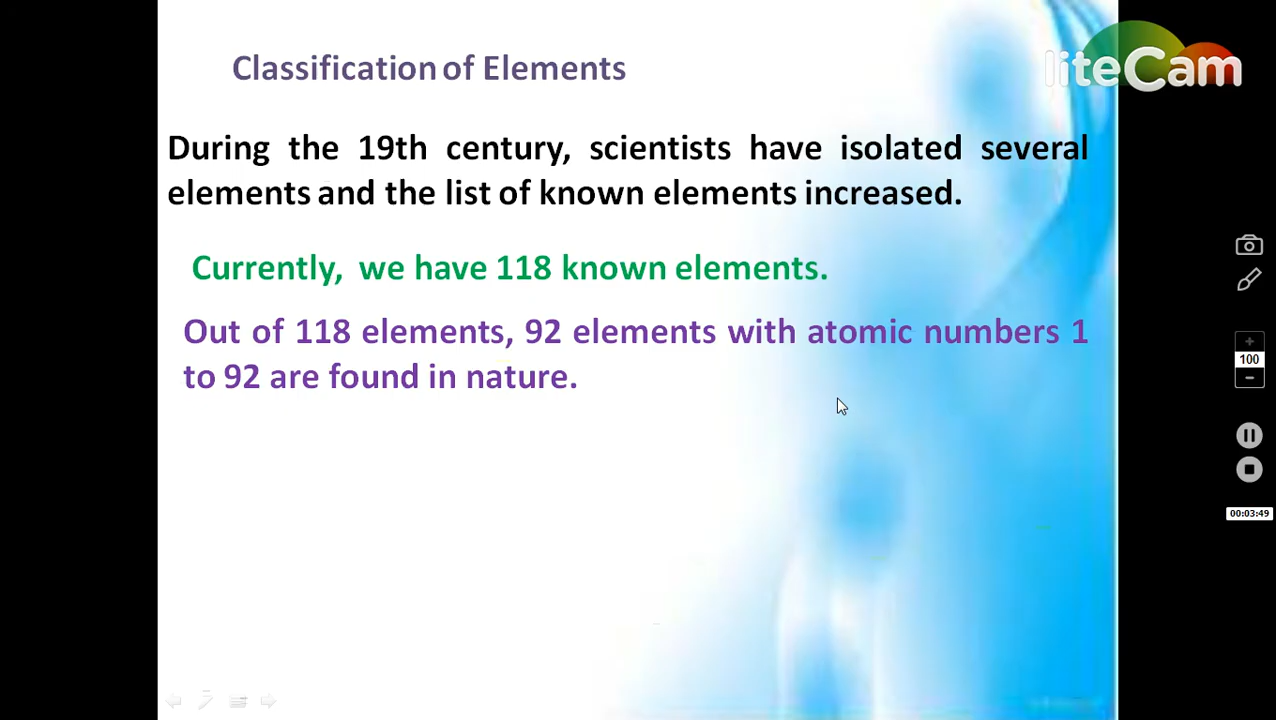 Classification of Elements
liteCam
During the 19th century, scientists have isolated several
elements and the list of known elements increased.
Currently, we have 118 known elements.
Out of 118 elements, 92 elements with atomic numbers 1
to 92 are found in nature.
100
00:03:49